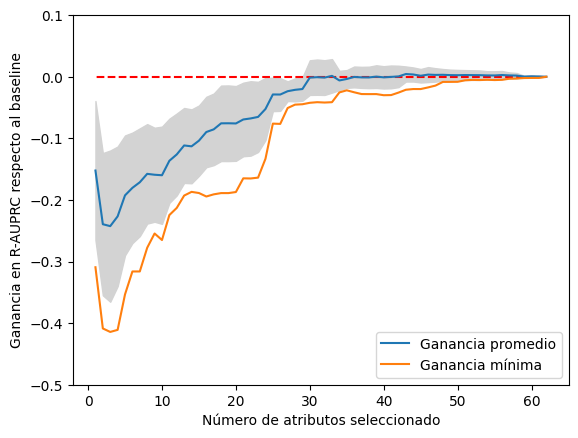 0.1
0.0
−0.1
−0.2
−0.3
−0.4
−0.5
Ganancia en R-AUPRC respecto al baseline
Ganancia promedio
Ganancia mínima
0 10 20 30 40 50 60
Número de atributos seleccionado